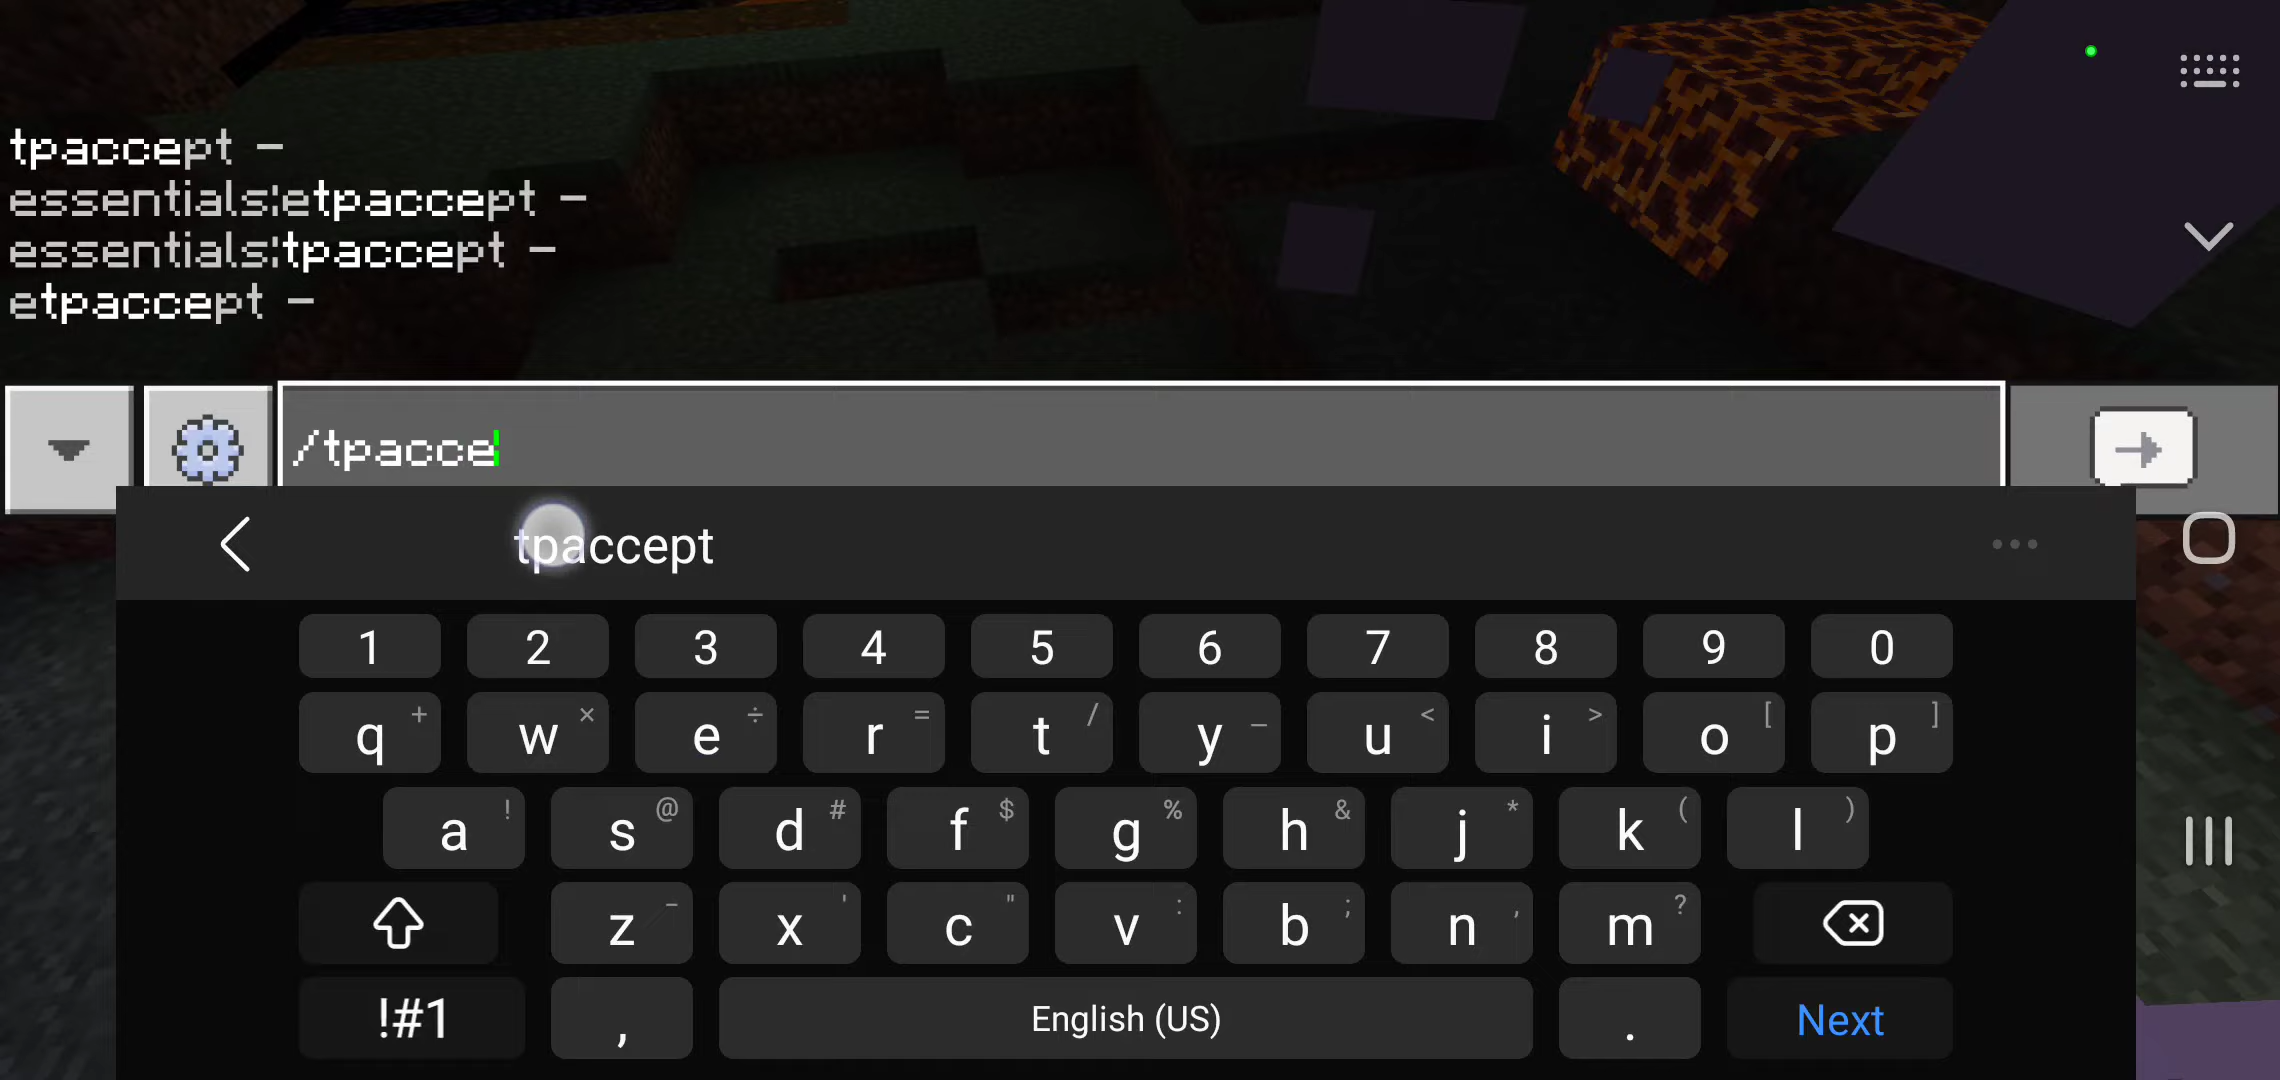 tpaccept –
essentials:etpaccept –
essentials:tpaccept –
etpaccept –
/tpacce
tpaccept
1 2 3 4 5 6 7 8 9 0
q + w × e ÷ r = t / y _ u < i > o [ p ]
a ! s @ d # f $ g % h & j * k ( l )
z - x ' c " v : b ; n , m ?
!#1 , English (US) . Next